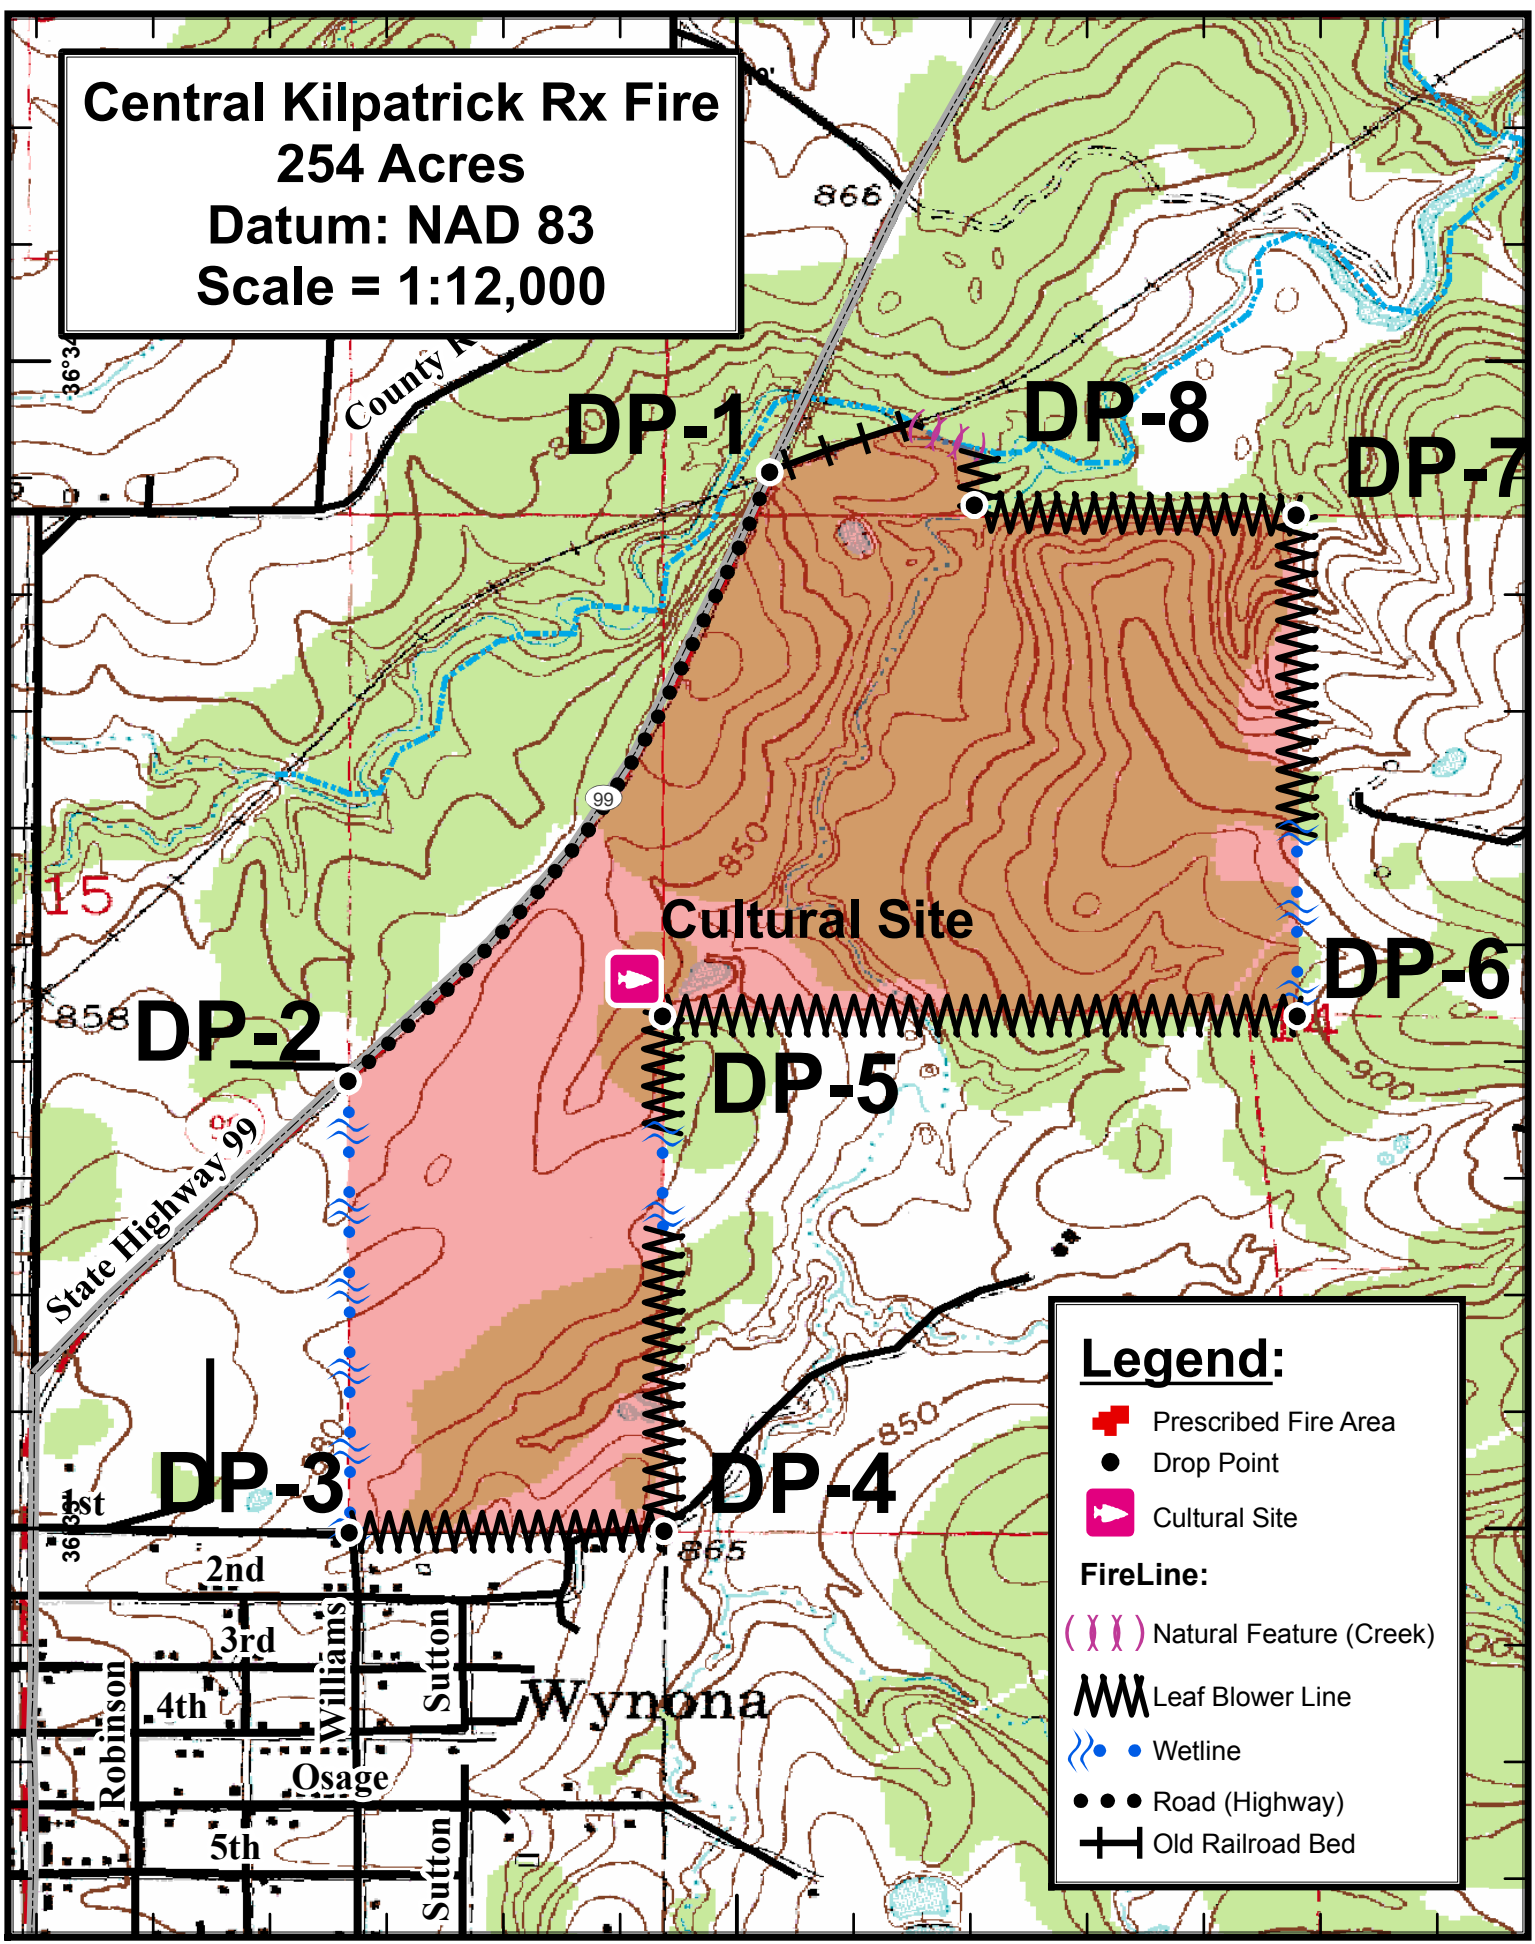 Central Kilpatrick Rx Fire
254 Acres
Datum: NAD 83
Scale = 1:12,000
866
36°34
County R
DP-1
DP-8
DP-7
99
15
850
Cultural Site
858
DP-2
DP-6
14
DP-5
900
State Highway 99
850
DP-3
DP-4
1st
865
2nd
3rd
4th
Williams
Sutton
Robinson
Wynona
Osage
5th
Sutton
Legend:
Prescribed Fire Area
Drop Point
Cultural Site
FireLine:
Natural Feature (Creek)
Leaf Blower Line
Wetline
Road (Highway)
Old Railroad Bed